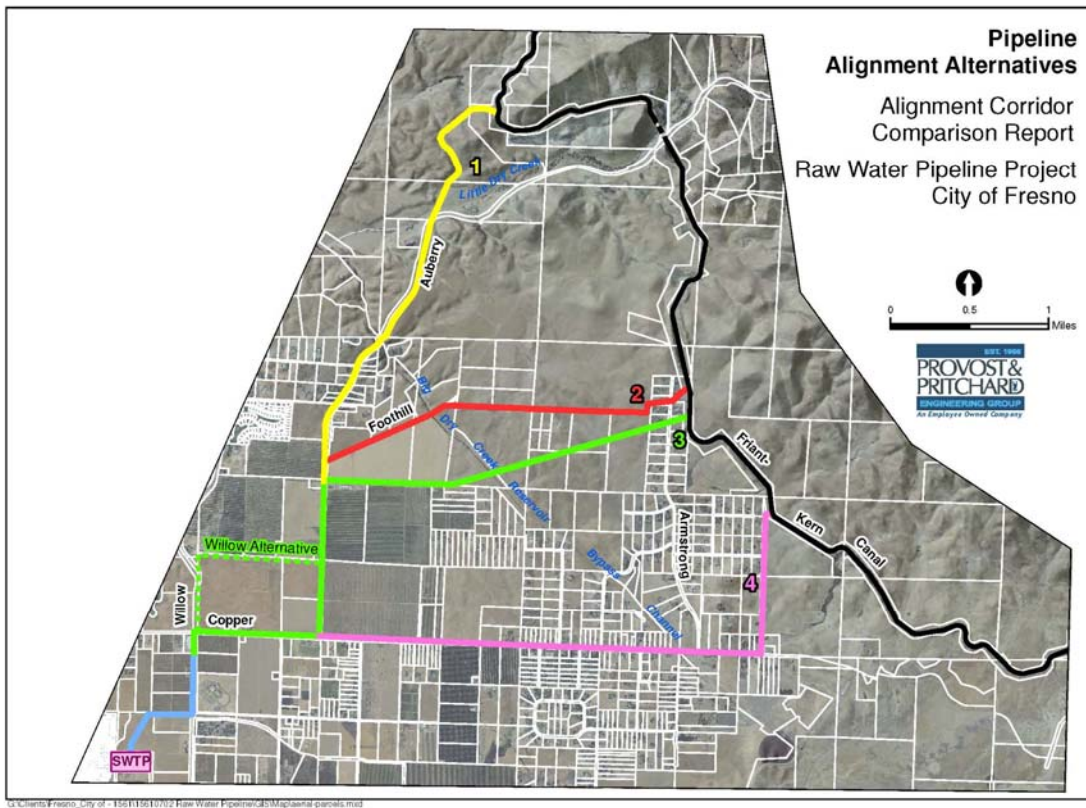 Pipeline
Alignment Alternatives
Alignment Corridor
Comparison Report
Raw Water Pipeline Project
City of Fresno
1
Little Dry Creek
Auberry
0 0.5 1
Miles
EST. 1968
PROVOST&
PRITCHARD
ENGINEERING GROUP
An Employee Owned Company
Big
Dry
Creek
Reservoir
Foothill
2
3
Friant-
Kern
Canal
Armstrong
Bypass
Channel
4
Willow Alternative
Willow
Copper
SWTP